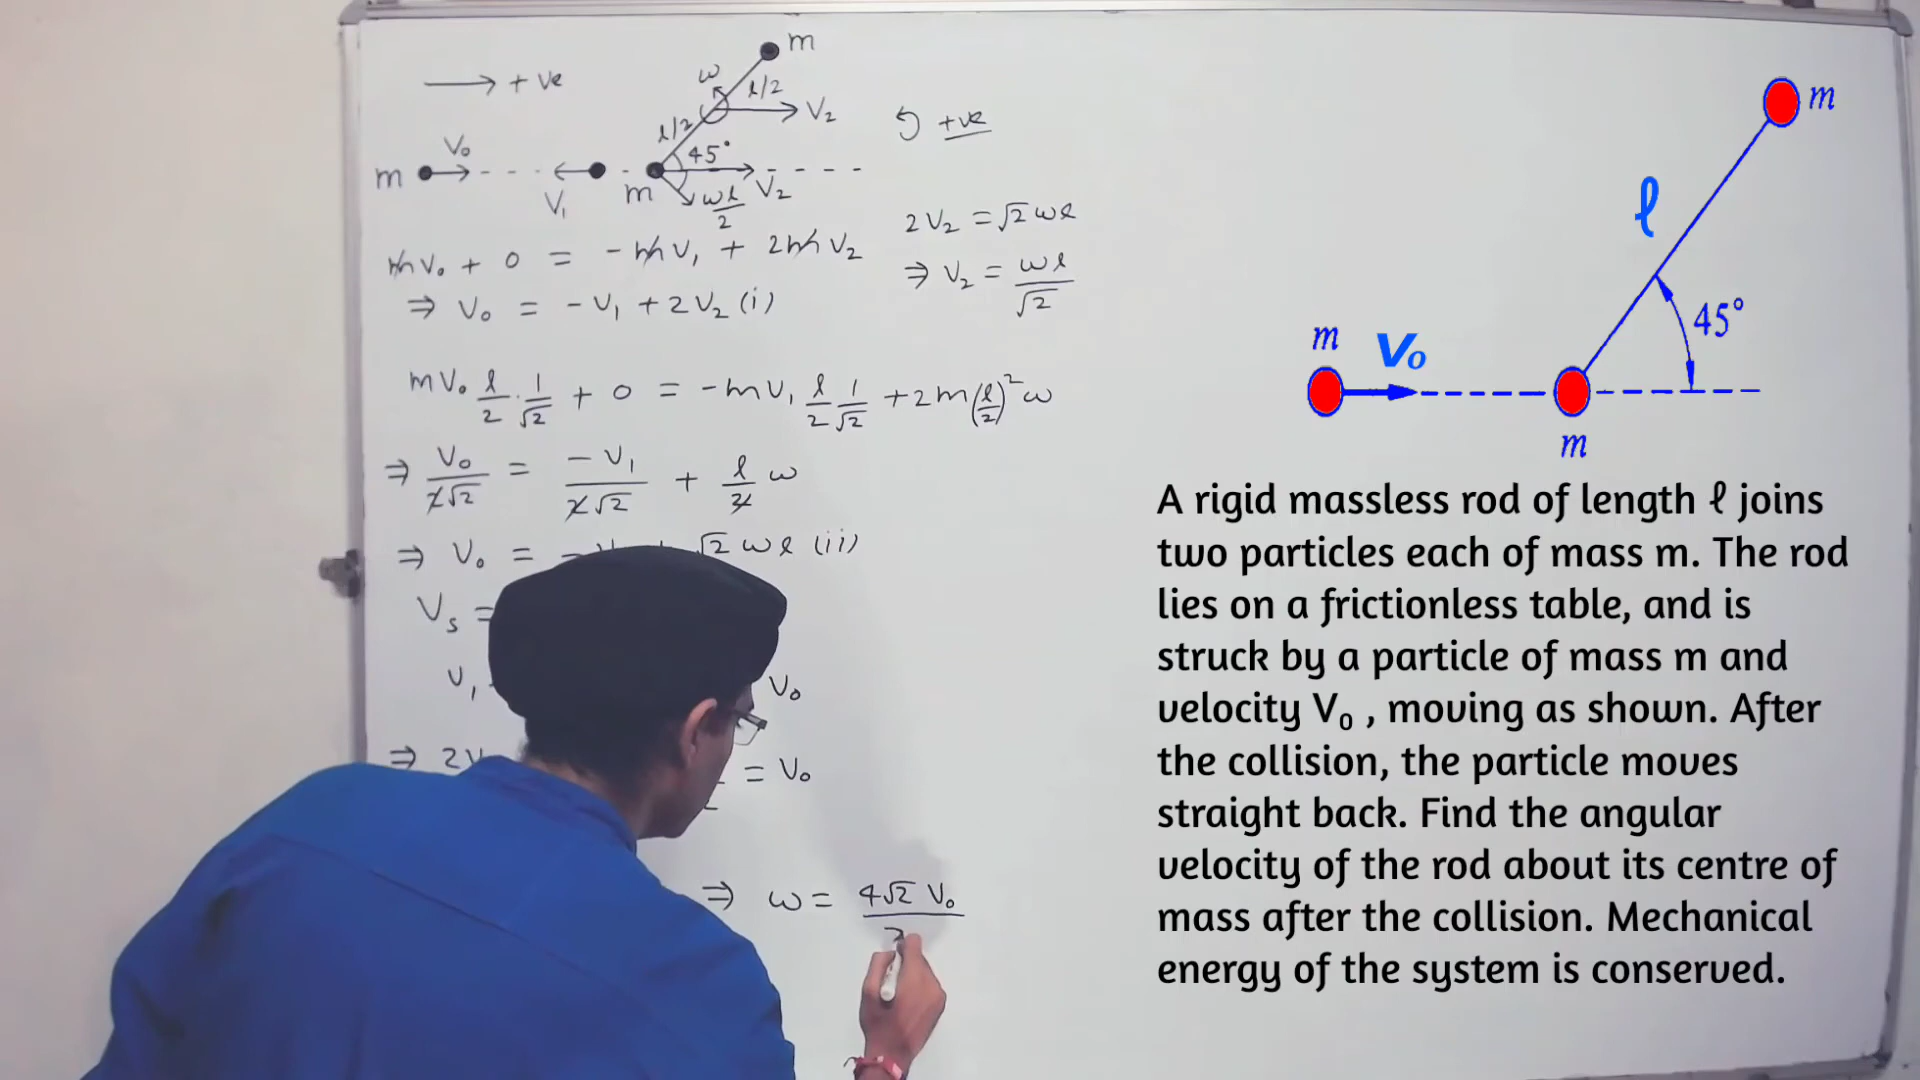 → + ve
m
ω
l/2
V₂
↺ +ve
l/2
45°
V₀
m
V₁
m
ωl/2
V₂
mV₀ + 0 = - mV₁ + 2mV₂
⇒ V₀ = - V₁ + 2V₂ (i)
2V₂ = √2 ωl
⇒ V₂ = ωl/√2
mV₀ l/2 · 1/√2 + 0 = -mV₁ l/2 1/√2 + 2m(l/2)² ω
⇒ V₀/2√2 = -V₁/2√2 + l/2 ω
⇒ V₀ = - √2 ωl (ii)
Vₛ =
V₁ V₀
⇒ 2V = V₀
⇒ ω = 4√2 V₀
m
ℓ
45°
m
V₀
m
A rigid massless rod of length ℓ joins
two particles each of mass m. The rod
lies on a frictionless table, and is
struck by a particle of mass m and
velocity V₀ , moving as shown. After
the collision, the particle moves
straight back. Find the angular
velocity of the rod about its centre of
mass after the collision. Mechanical
energy of the system is conserved.